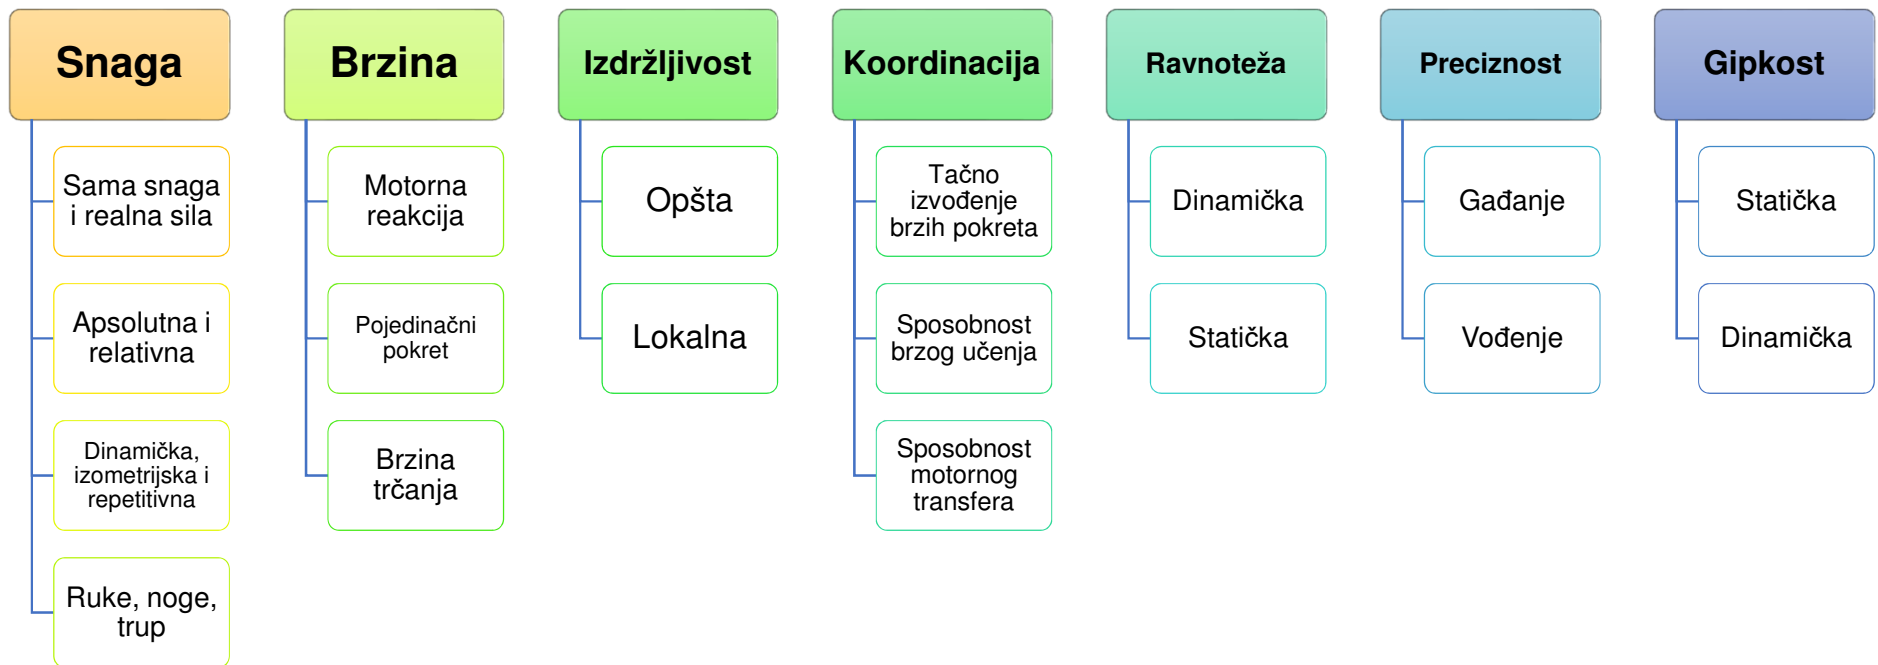 Snaga
Sama snaga
i realna sila
Apsolutna i
relativna
Dinamička,
izometrijska i
repetitivna
Ruke, noge,
trup
Brzina
Motorna
reakcija
Pojedinačni
pokret
Brzina
trčanja
Izdržljivost
Opšta
Lokalna
Koordinacija
Tačno
izvođenje
brzih pokreta
Sposobnost
brzog učenja
Sposobnost
motornog
transfera
Ravnoteža
Dinamička
Statička
Preciznost
Gađanje
Vođenje
Gipkost
Statička
Dinamička